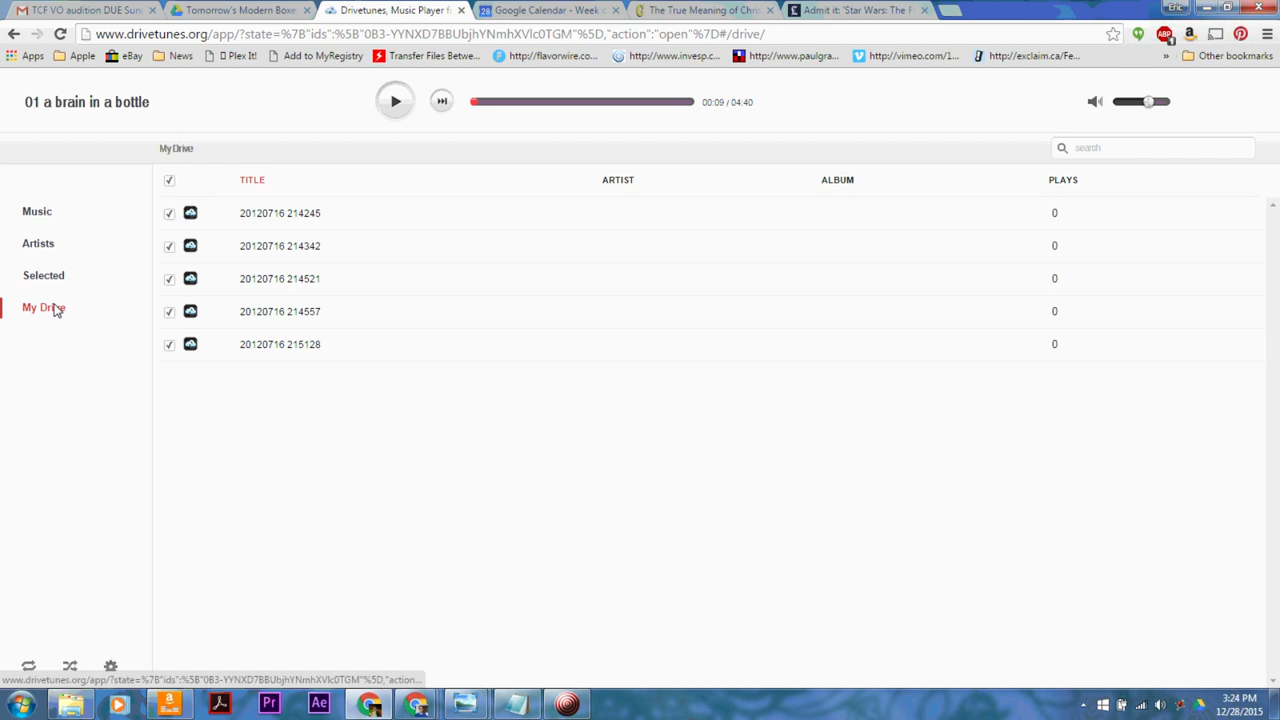 TCF VO audition DUE Sun
Tomorrow's Modern Boxe
Drivetunes, Music Player f
Google Calendar - Week
The True Meaning of Chri
Admit it: 'Star Wars: The F
Eric
www.drivetunes.org/app/?state=%7B"ids":%5B"0B3-YYNXD7BBUbjhYNmhXVlc0TGM"%5D,"action":"open"%7D#/drive/
ABP
Apps
Apple
eBay
News
Plex It!
Add to MyRegistry
Transfer Files Betwe...
http://flavorwire.co...
http://www.invesp.c...
http://www.paulgra...
http://vimeo.com/1...
http://exclaim.ca/Fe...
»
Other bookmarks
01 a brain in a bottle
00:09 / 04:40
My Drive
search
TITLE ARTIST ALBUM PLAYS
Music
20120716 214245 0
Artists
20120716 214342 0
Selected
20120716 214521 0
My Drive
20120716 214557 0
20120716 215128 0
www.drivetunes.org/app/?state=%7B"ids":%5B"0B3-YYNXD7BBUbjhYNmhXVlc0TGM"%5D,"action...
Pr
Ae
3:24 PM
12/28/2015